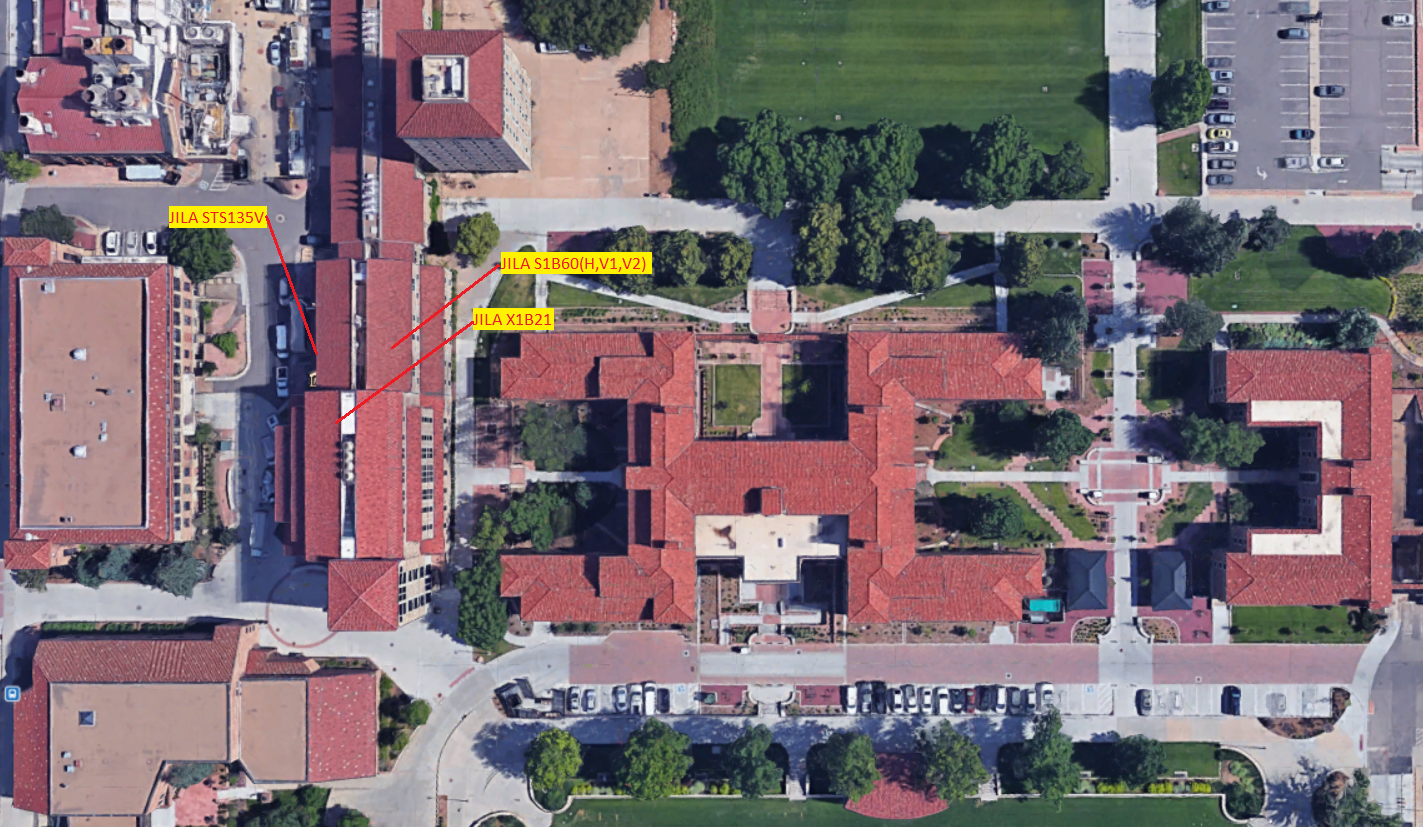 JILA STS135V
JILA S1B60(H,V1,V2)
JILA X1B21